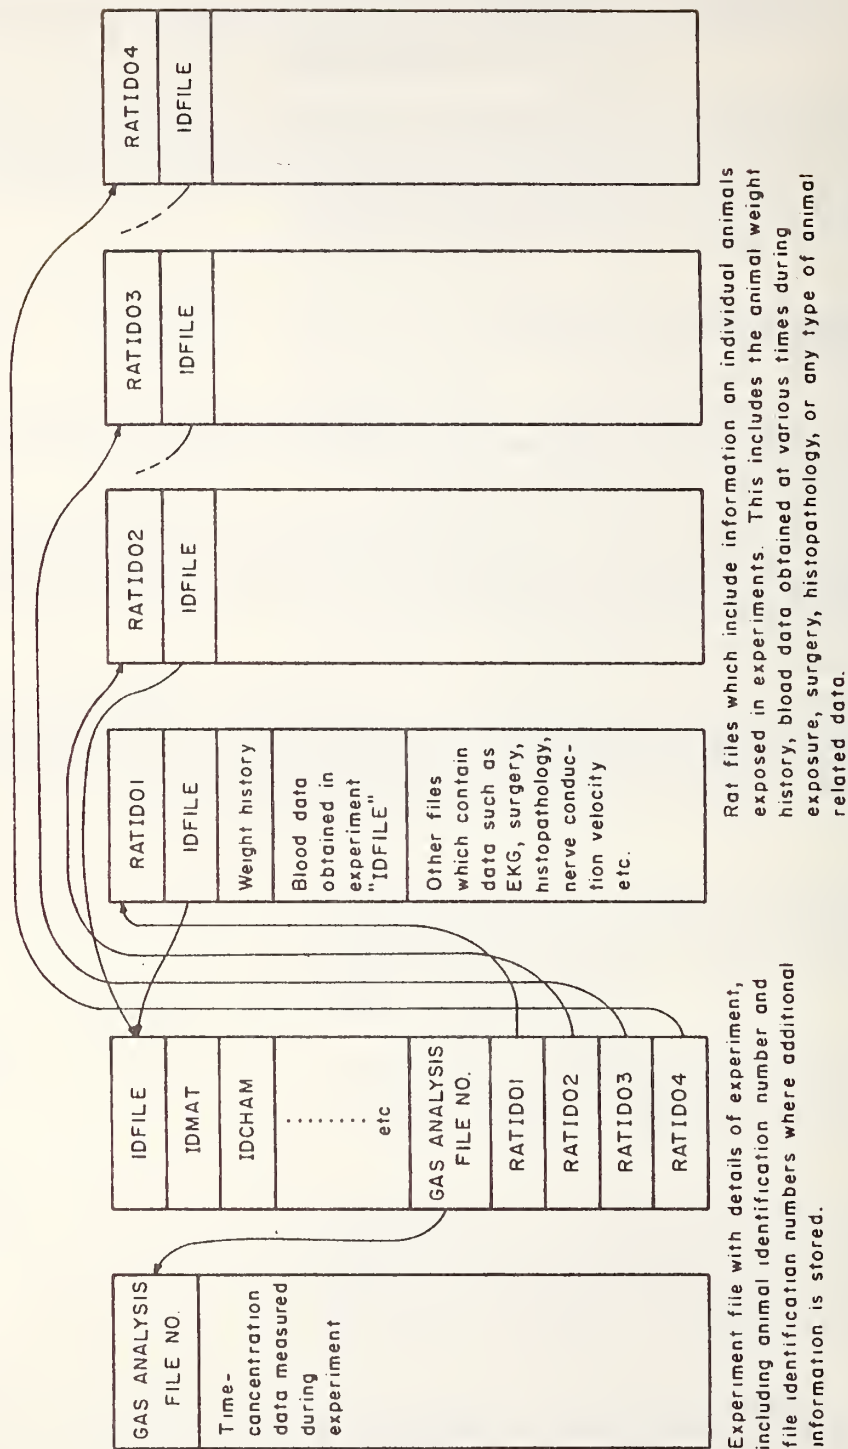 GAS ANALYSIS
FILE NO.
Time-
cancentration
data measured
during
experiment
IDFILE
IDMAT
IDCHAM
........
etc
GAS ANALYSIS
FILE NO.
RATID01
RATID02
RATID03
RATID04
RATID01
IDFILE
Weight history
Blood data
obtained in
experiment
"IDFILE"
Other files
which contain
data such as
EKG, surgery,
histopathology,
nerve conduc-
tion velocity
etc.
RATID02
IDFILE
RATID03
IDFILE
RATID04
IDFILE
Experiment file with details of experiment,
including animal identification number and
file identification numbers where additional
information is stored.
Rat files which include information an individual animals
exposed in experiments. This includes the animal weight
history, bload data obtained at various times during
exposure, surgery, histopathology, or any type of animal
related data.